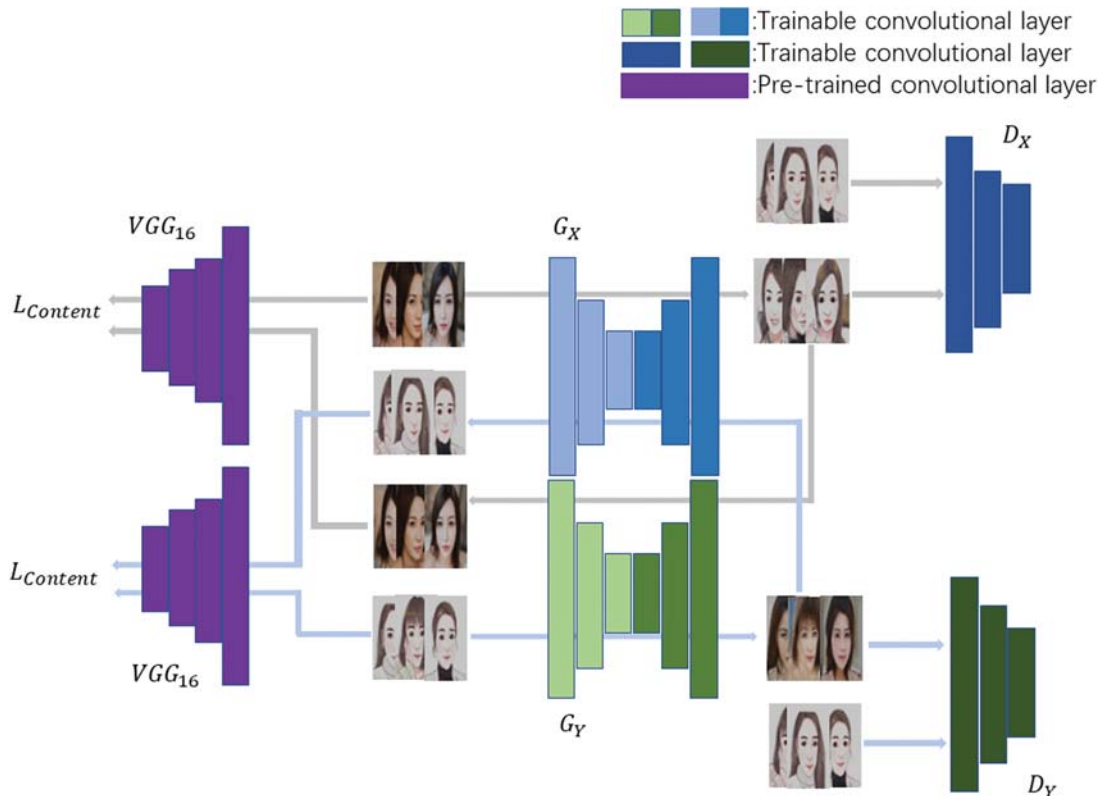 :Trainable convolutional layer
:Trainable convolutional layer
:Pre-trained convolutional layer
D_X
VGG_16
G_X
L_Content
L_Content
VGG_16
G_Y
D_Y